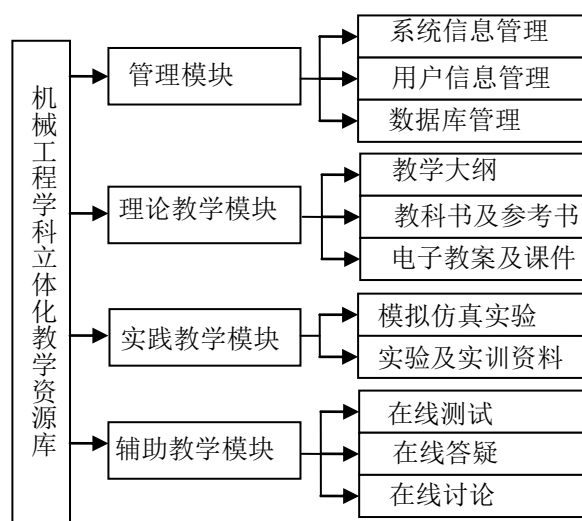 机械工程学科立体化教学资源库
管理模块
系统信息管理
用户信息管理
数据库管理
理论教学模块
教学大纲
教科书及参考书
电子教案及课件
实践教学模块
模拟仿真实验
实验及实训资料
辅助教学模块
在线测试
在线答疑
在线讨论